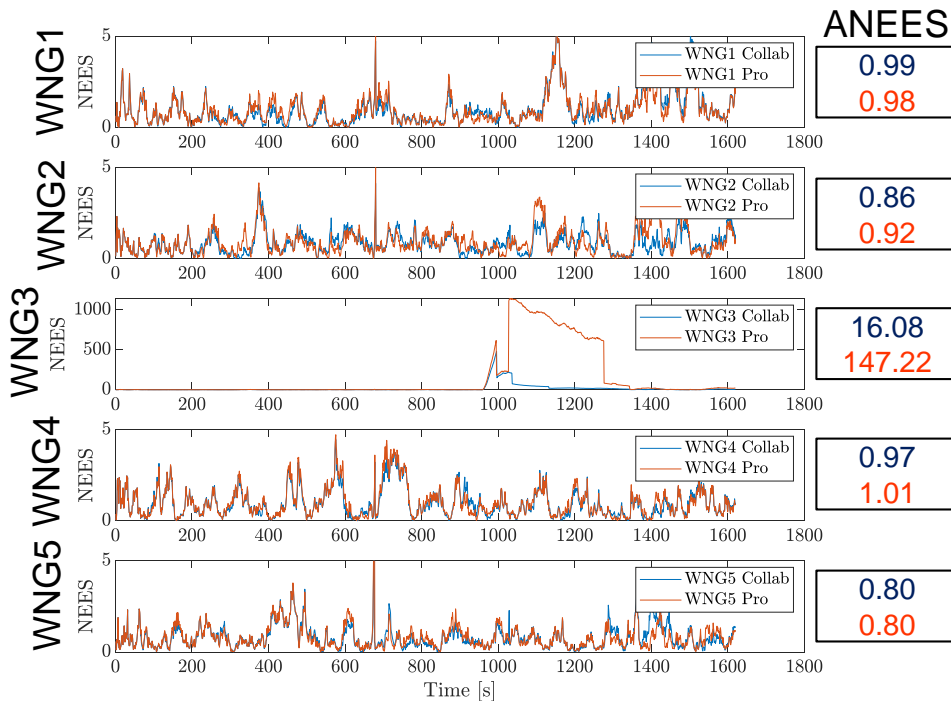 ANEES
WNG1
NEES
5
0
WNG1 Collab
WNG1 Pro
0 200 400 600 800 1000 1200 1400 1600 1800
0.99
0.98
WNG2
NEES
5
0
WNG2 Collab
WNG2 Pro
0 200 400 600 800 1000 1200 1400 1600 1800
0.86
0.92
WNG3
NEES
1000
500
0
WNG3 Collab
WNG3 Pro
0 200 400 600 800 1000 1200 1400 1600 1800
16.08
147.22
WNG4
NEES
5
0
WNG4 Collab
WNG4 Pro
0 200 400 600 800 1000 1200 1400 1600 1800
0.97
1.01
WNG5
NEES
5
0
WNG5 Collab
WNG5 Pro
0 200 400 600 800 1000 1200 1400 1600 1800
0.80
0.80
Time [s]